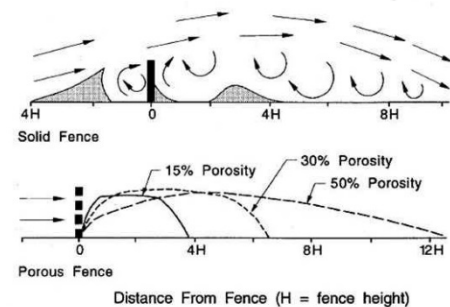 4H 0 4H 8H
Solid Fence
15% Porosity
30% Porosity
50% Porosity
0 4H 8H 12H
Porous Fence
Distance From Fence (H = fence height)